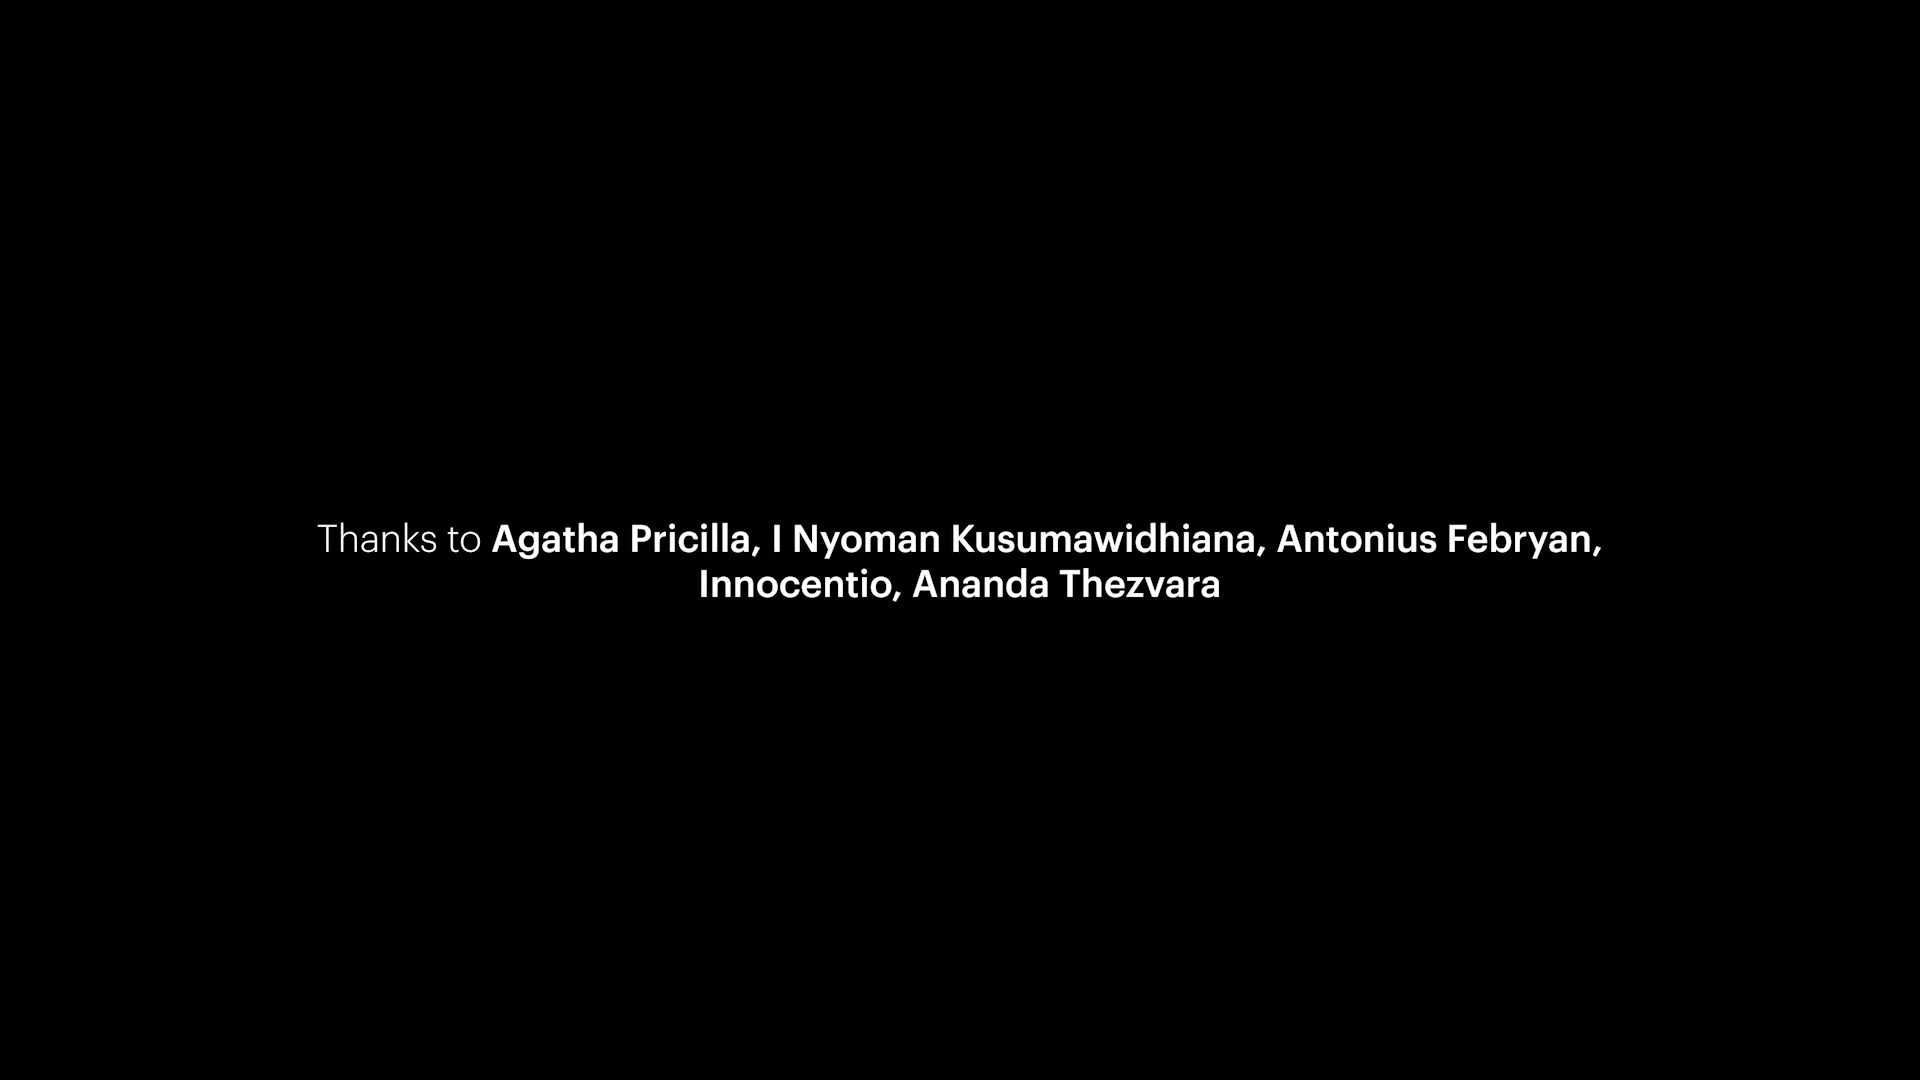 Thanks to Agatha Pricilla, I Nyoman Kusumawidhiana, Antonius Febryan,
Innocentio, Ananda Thezvara